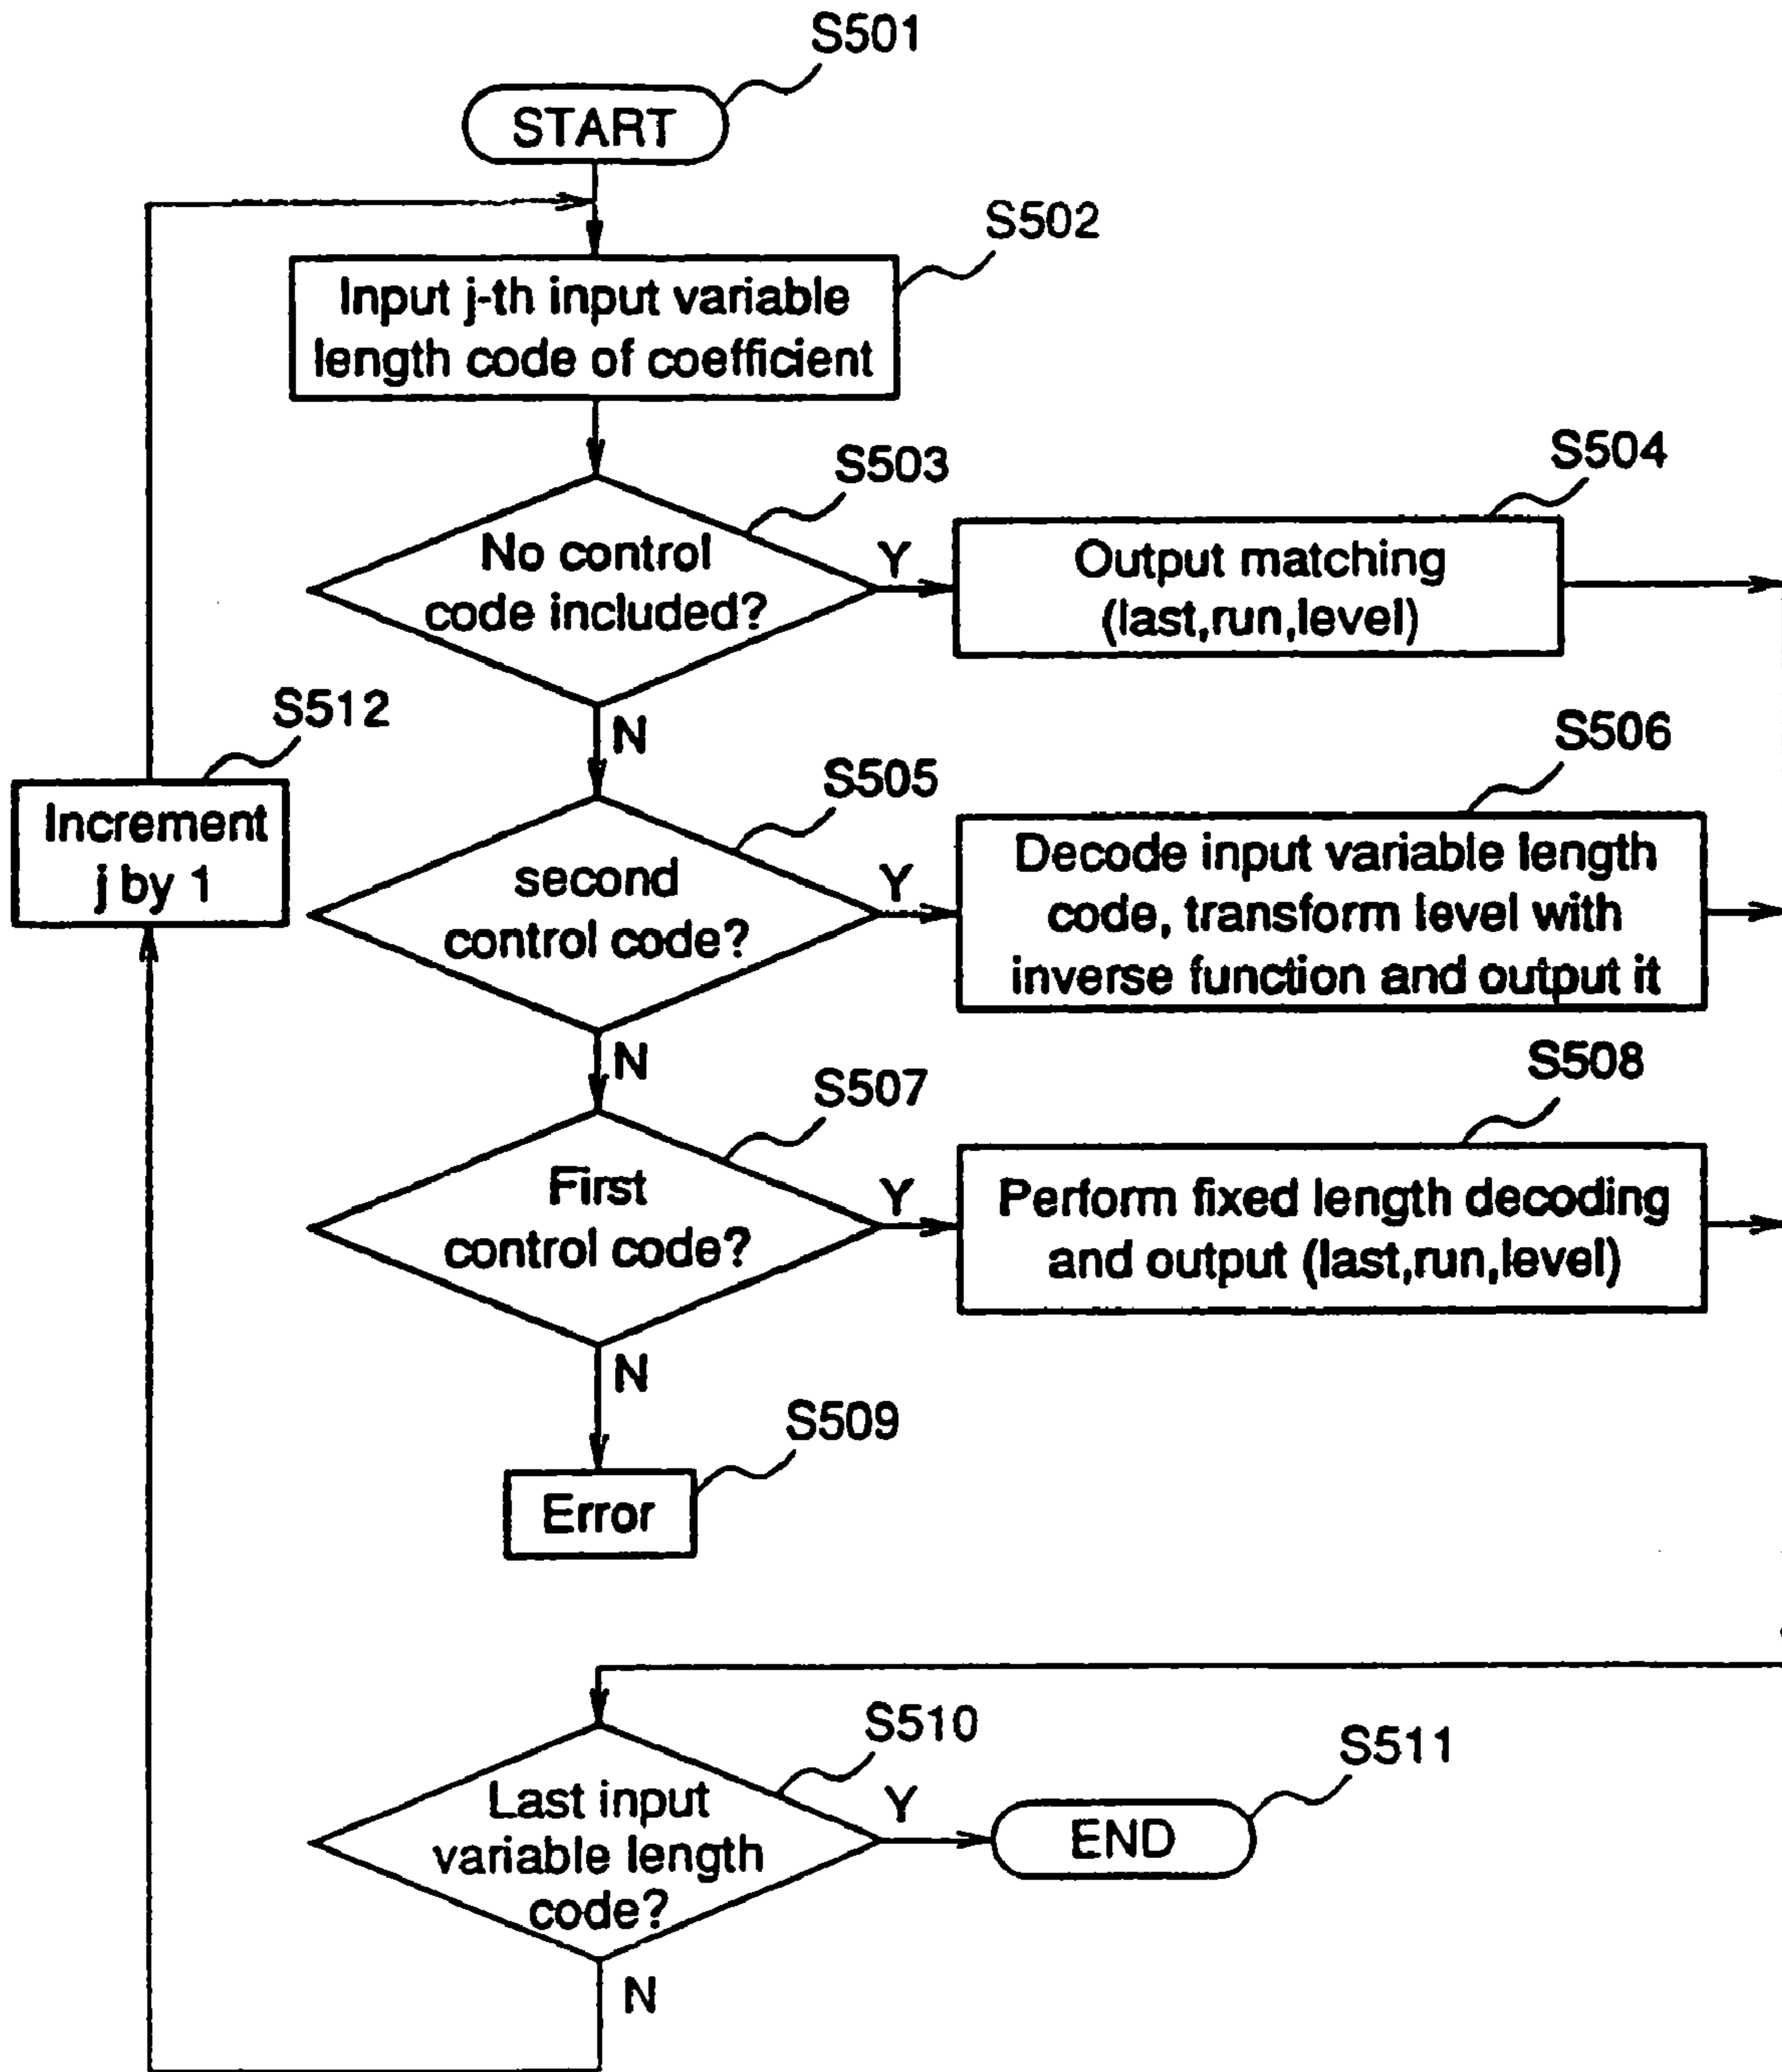 S501
START
S502
Input j-th input variable
length code of coefficient
S503
No control
code included?
Y
N
S504
Output matching
(last,run,level)
S512
Increment
j by 1
S505
second
control code?
Y
N
S506
Decode input variable length
code, transform level with
inverse function and output it
S507
First
control code?
Y
N
S508
Perform fixed length decoding
and output (last,run,level)
S509
Error
S510
Last input
variable length
code?
Y
N
S511
END